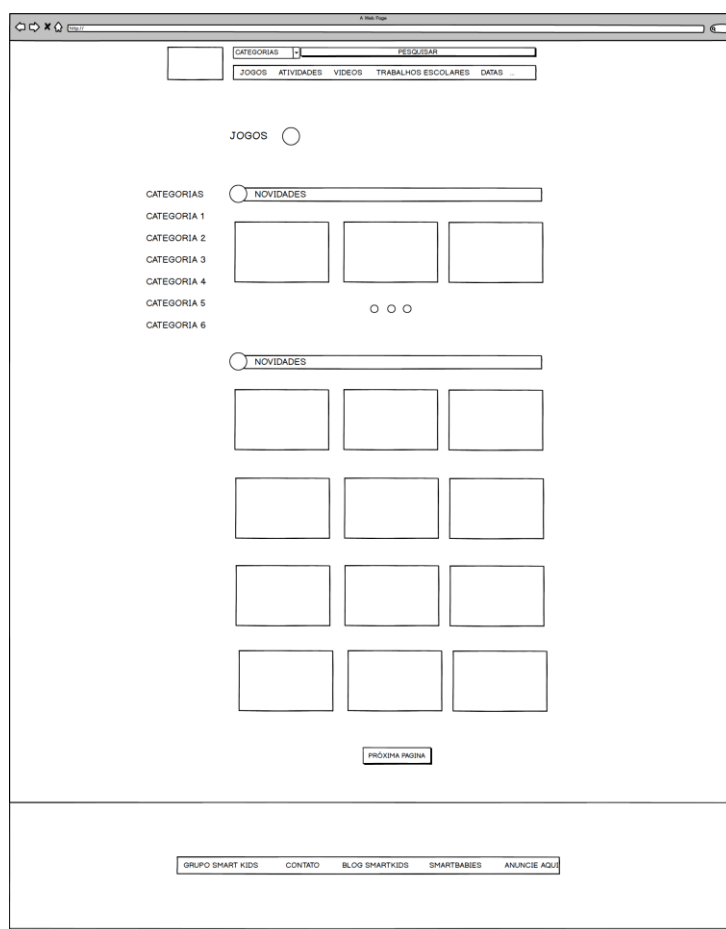 A Web Page
http://
CATEGORIAS PESQUISAR
JOGOS ATIVIDADES VIDEOS TRABALHOS ESCOLARES DATAS ...
JOGOS
CATEGORIAS
CATEGORIA 1
CATEGORIA 2
CATEGORIA 3
CATEGORIA 4
CATEGORIA 5
CATEGORIA 6
NOVIDADES
NOVIDADES
PRÓXIMA PAGINA
GRUPO SMART KIDS CONTATO BLOG SMARTKIDS SMARTBABIES ANUNCIE AQUI